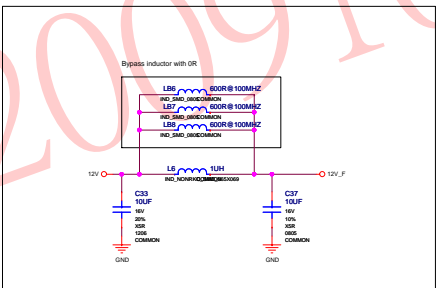 Bypass inductor with 0R
LB6 600R@100MHZ
IND_SMD_0805 COMMON
LB7 600R@100MHZ
IND_SMD_0805 COMMON
LB8 600R@100MHZ
IND_SMD_0805 COMMON
12V L6 1UH 12V_F
C33
10UF
16V
20%
X5R
1206
COMMON
GND
C37
10UF
16V
10%
X5R
0805
COMMON
GND